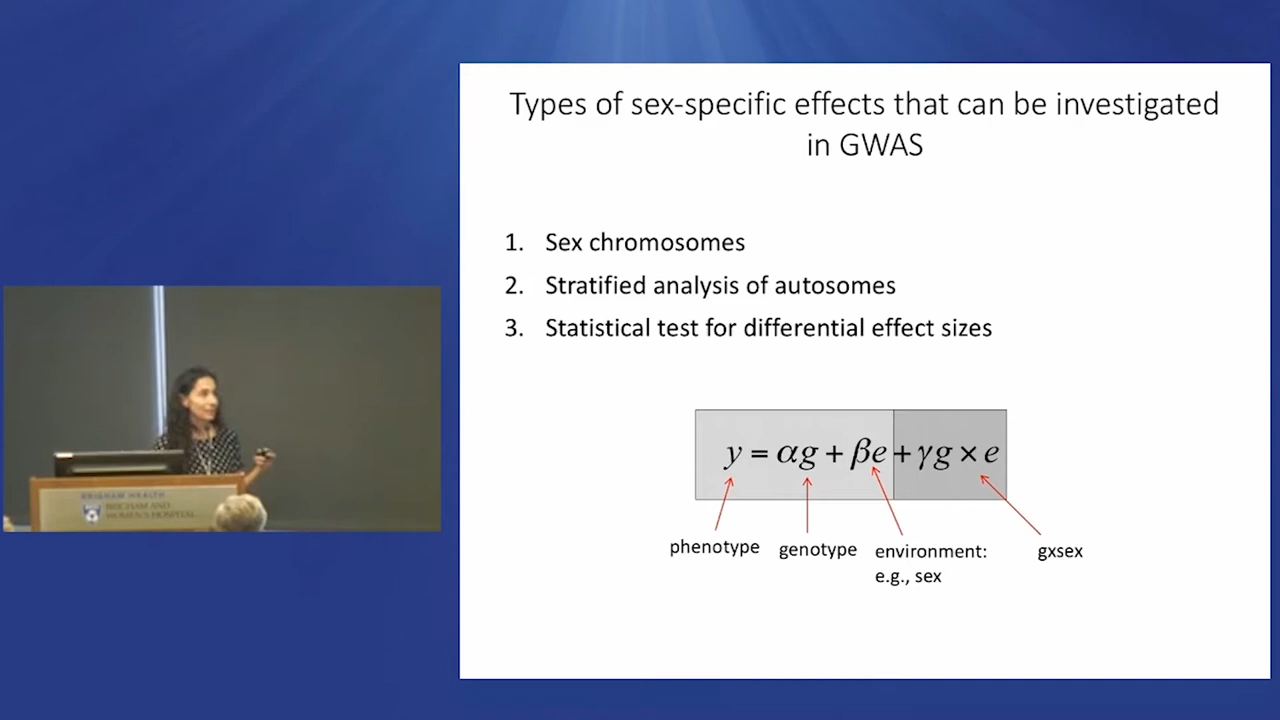 Types of sex-specific effects that can be investigated
in GWAS
1. Sex chromosomes
2. Stratified analysis of autosomes
3. Statistical test for differential effect sizes
y = αg + βe + γg × e
phenotype
genotype
environment:
e.g., sex
gxsex
BRIGHAM HEALTH
BRIGHAM AND
WOMEN'S HOSPITAL